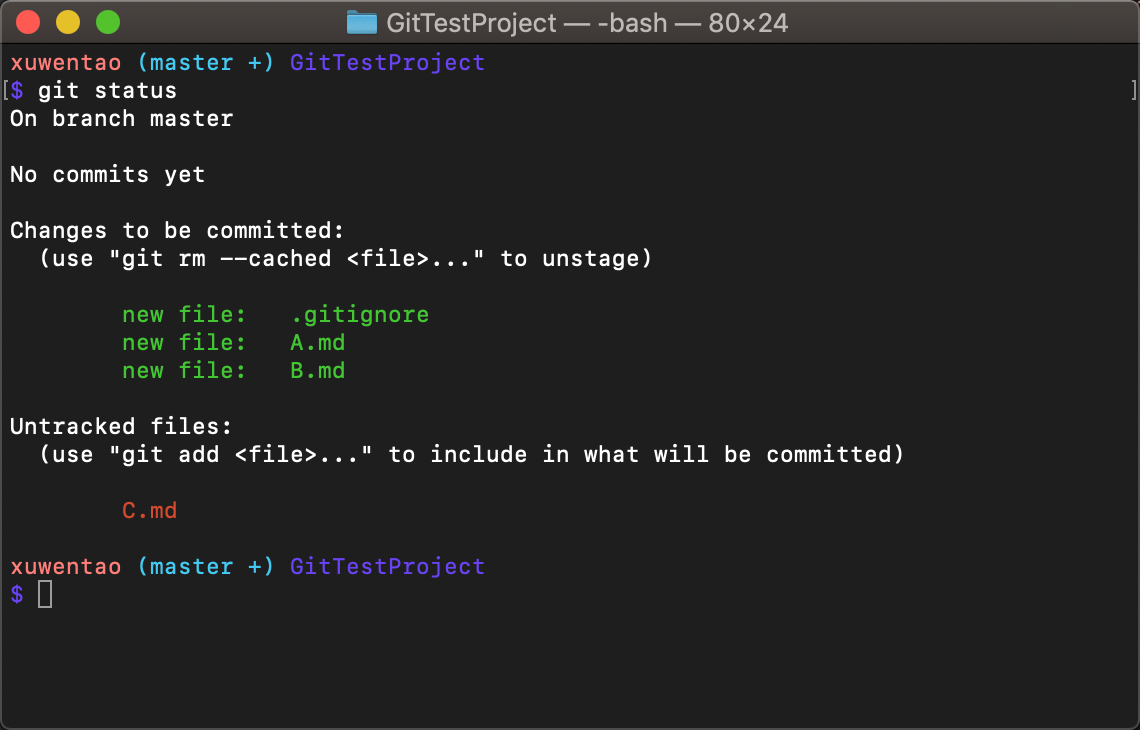 GitTestProject — -bash — 80×24
xuwentao (master +) GitTestProject
[$ git status ]
On branch master
No commits yet
Changes to be committed:
(use "git rm --cached <file>..." to unstage)
new file: .gitignore
new file: A.md
new file: B.md
Untracked files:
(use "git add <file>..." to include in what will be committed)
C.md
xuwentao (master +) GitTestProject
$